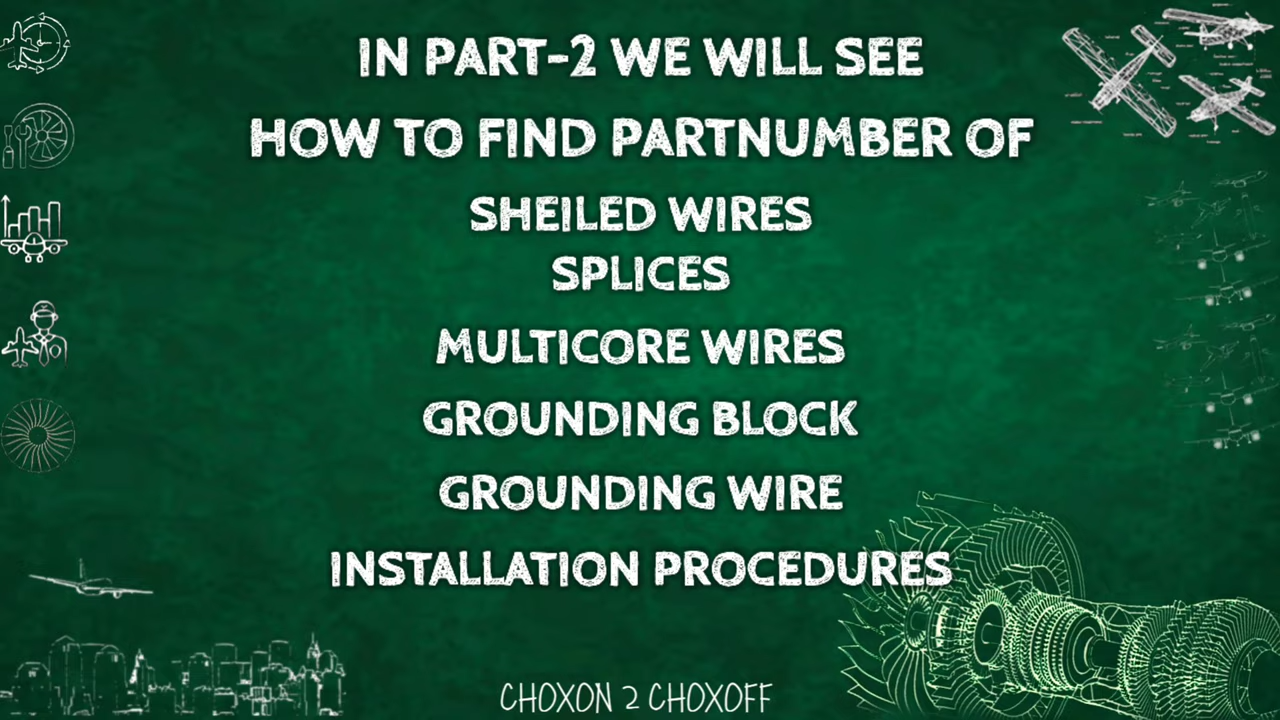 IN PART-2 WE WILL SEE
HOW TO FIND PARTNUMBER OF
SHEILED WIRES
SPLICES
MULTICORE WIRES
GROUNDING BLOCK
GROUNDING WIRE
INSTALLATION PROCEDURES
CHOXON 2 CHOXOFF